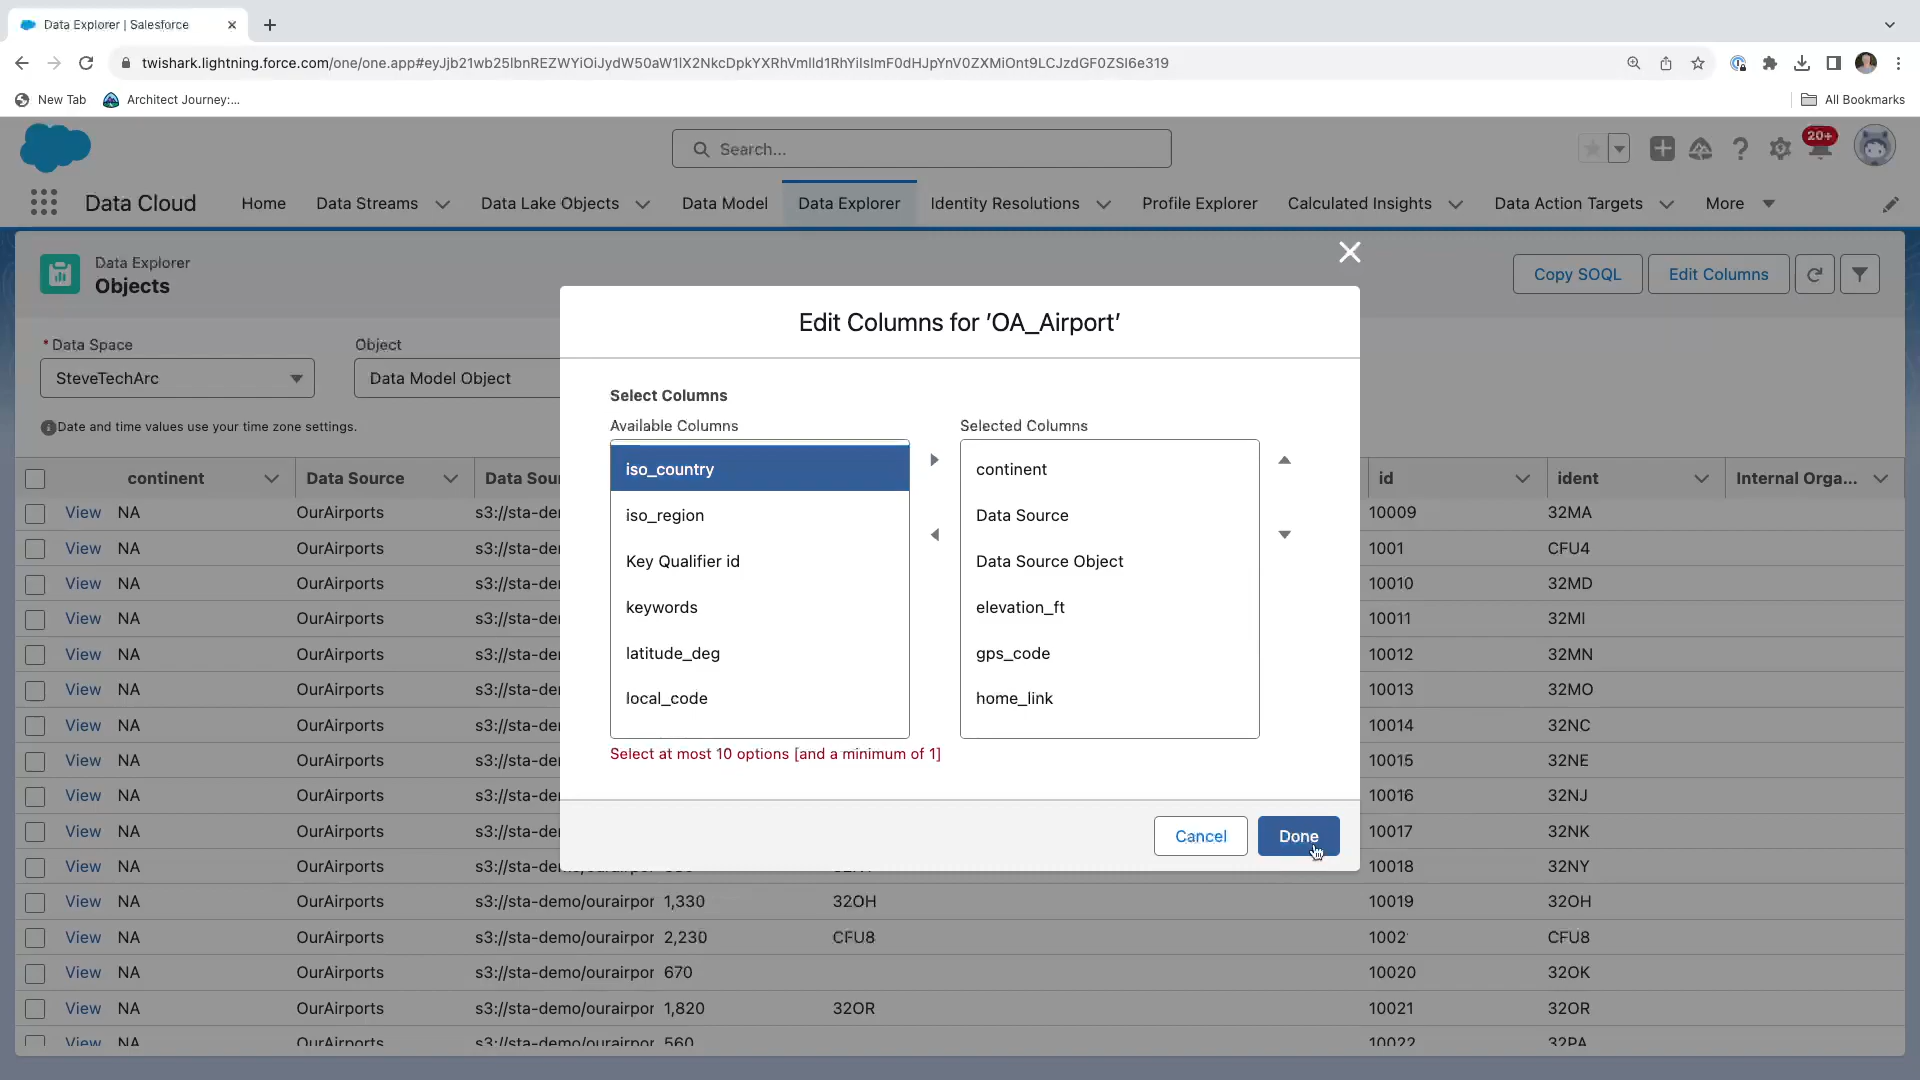 Data Explorer | Salesforce
twishark.lightning.force.com/one/one.app#eyJjb21wb25lbnREZWYiOiJydW50aW1lX2NkcDpkYXRhVmlld1RhYiIsImF0dHJpYnV0ZXMiOnt9LCJzdGF0ZSI6e319
New Tab
Architect Journey:...
All Bookmarks
Search...
20+
Data Cloud
Home
Data Streams
Data Lake Objects
Data Model
Data Explorer
Identity Resolutions
Profile Explorer
Calculated Insights
Data Action Targets
More
Data Explorer
Objects
Copy SOQL
Edit Columns
* Data Space
SteveTechArc
Object
Data Model Object
Date and time values use your time zone settings.
Edit Columns for 'OA_Airport'
Select Columns
Available Columns
iso_country
iso_region
Key Qualifier id
keywords
latitude_deg
local_code
Selected Columns
continent
Data Source
Data Source Object
elevation_ft
gps_code
home_link
Select at most 10 options [and a minimum of 1]
Cancel
Done
continent Data Source Data Sou id ident Internal Orga...
View NA OurAirports s3://sta-de 10009 32MA
View NA OurAirports s3://sta-de 1001 CFU4
View NA OurAirports s3://sta-de 10010 32MD
View NA OurAirports s3://sta-de 10011 32MI
View NA OurAirports s3://sta-de 10012 32MN
View NA OurAirports s3://sta-de 10013 32MO
View NA OurAirports s3://sta-de 10014 32NC
View NA OurAirports s3://sta-de 10015 32NE
View NA OurAirports s3://sta-de 10016 32NJ
View NA OurAirports s3://sta-de 10017 32NK
View NA OurAirports s3://sta-demo/ourairpor 10018 32NY
View NA OurAirports s3://sta-demo/ourairpor 1,330 32OH 10019 32OH
View NA OurAirports s3://sta-demo/ourairpor 2,230 CFU8 1002 CFU8
View NA OurAirports s3://sta-demo/ourairpor 670 10020 32OK
View NA OurAirports s3://sta-demo/ourairpor 1,820 32OR 10021 32OR
View NA OurAirports s3://sta-demo/ourairpor 560 10022 32PA